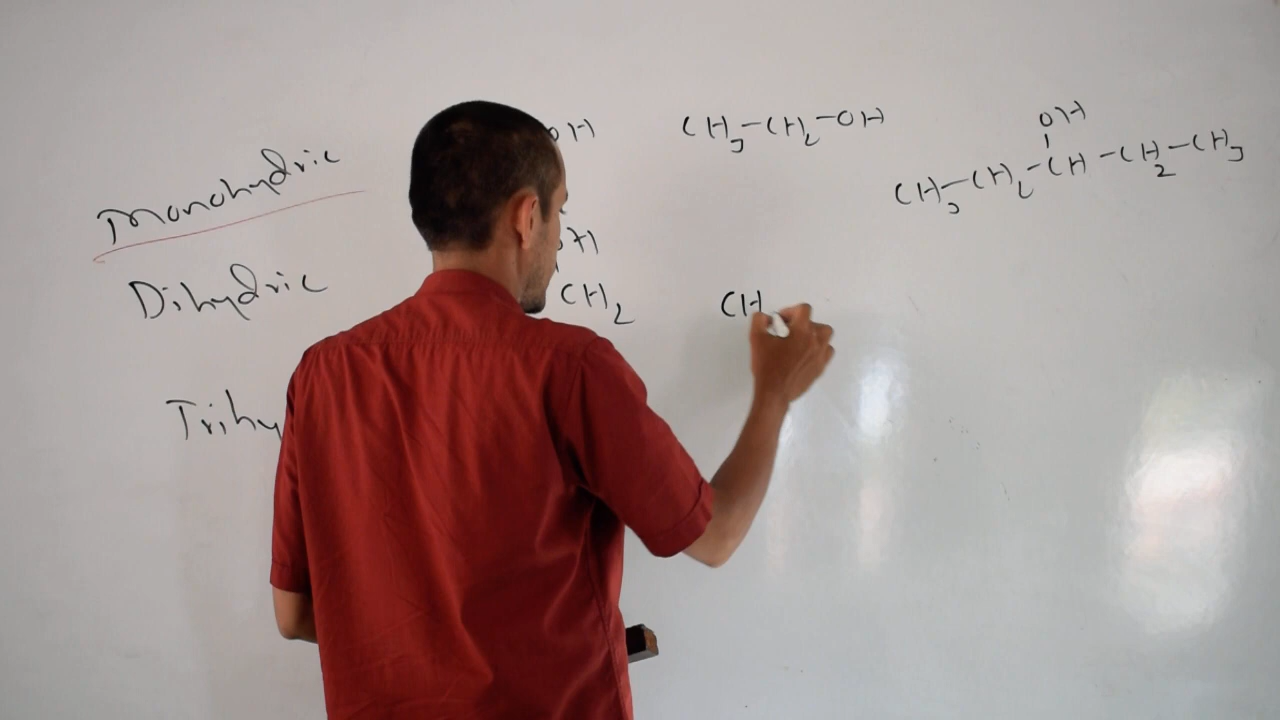 Monohydric OH CH3-CH2-OH
OH
CH3-CH2-CH-CH2-CH3
OH
Dihydric CH2 CH
Trihy